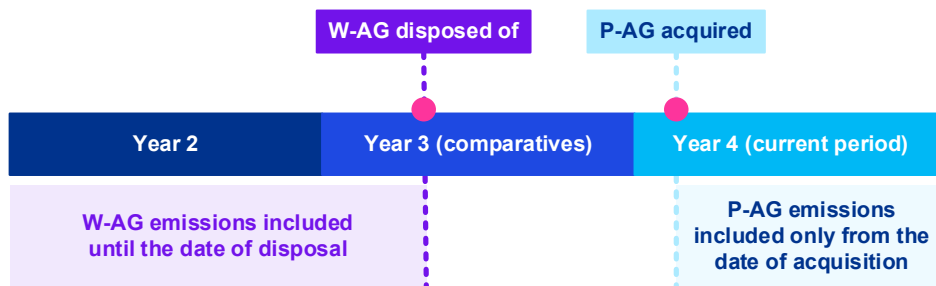 W-AG disposed of
P-AG acquired
Year 2
Year 3 (comparatives)
Year 4 (current period)
W-AG emissions included
until the date of disposal
P-AG emissions
included only from the
date of acquisition